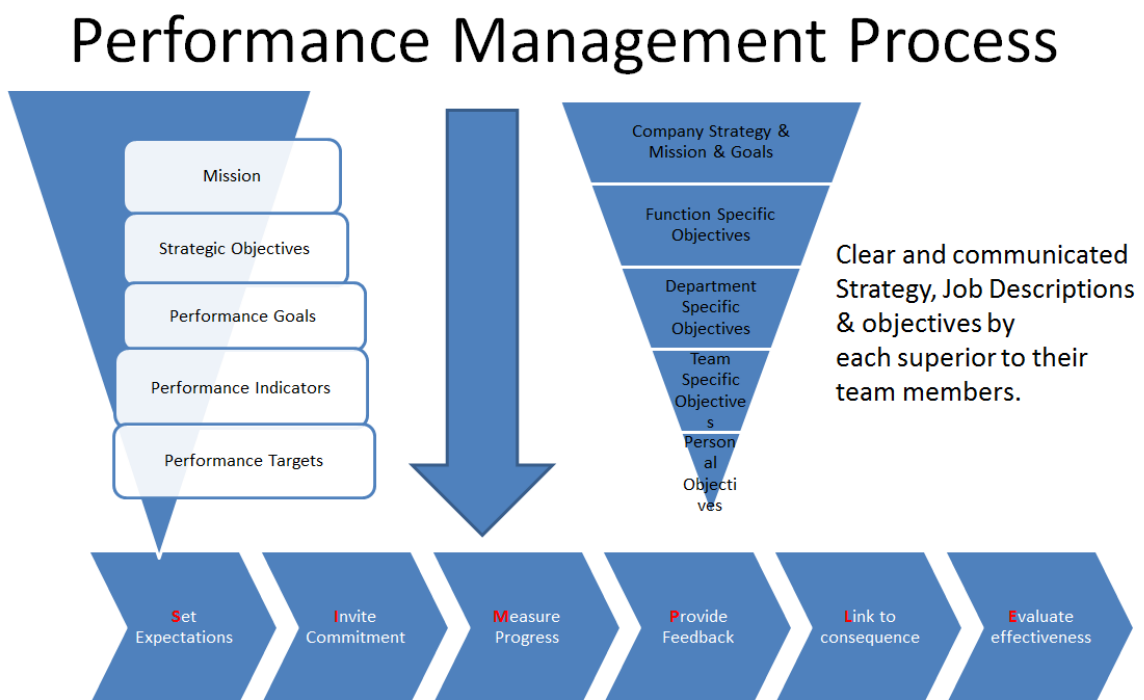 Performance Management Process
Mission
Strategic Objectives
Performance Goals
Performance Indicators
Performance Targets
Company Strategy &
Mission & Goals
Function Specific
Objectives
Department
Specific
Objectives
Team
Specific
Objective
s
Person
al
Objecti
ves
Clear and communicated
Strategy, Job Descriptions
& objectives by
each superior to their
team members.
Set
Expectations
Invite
Commitment
Measure
Progress
Provide
Feedback
Link to
consequence
Evaluate
effectiveness